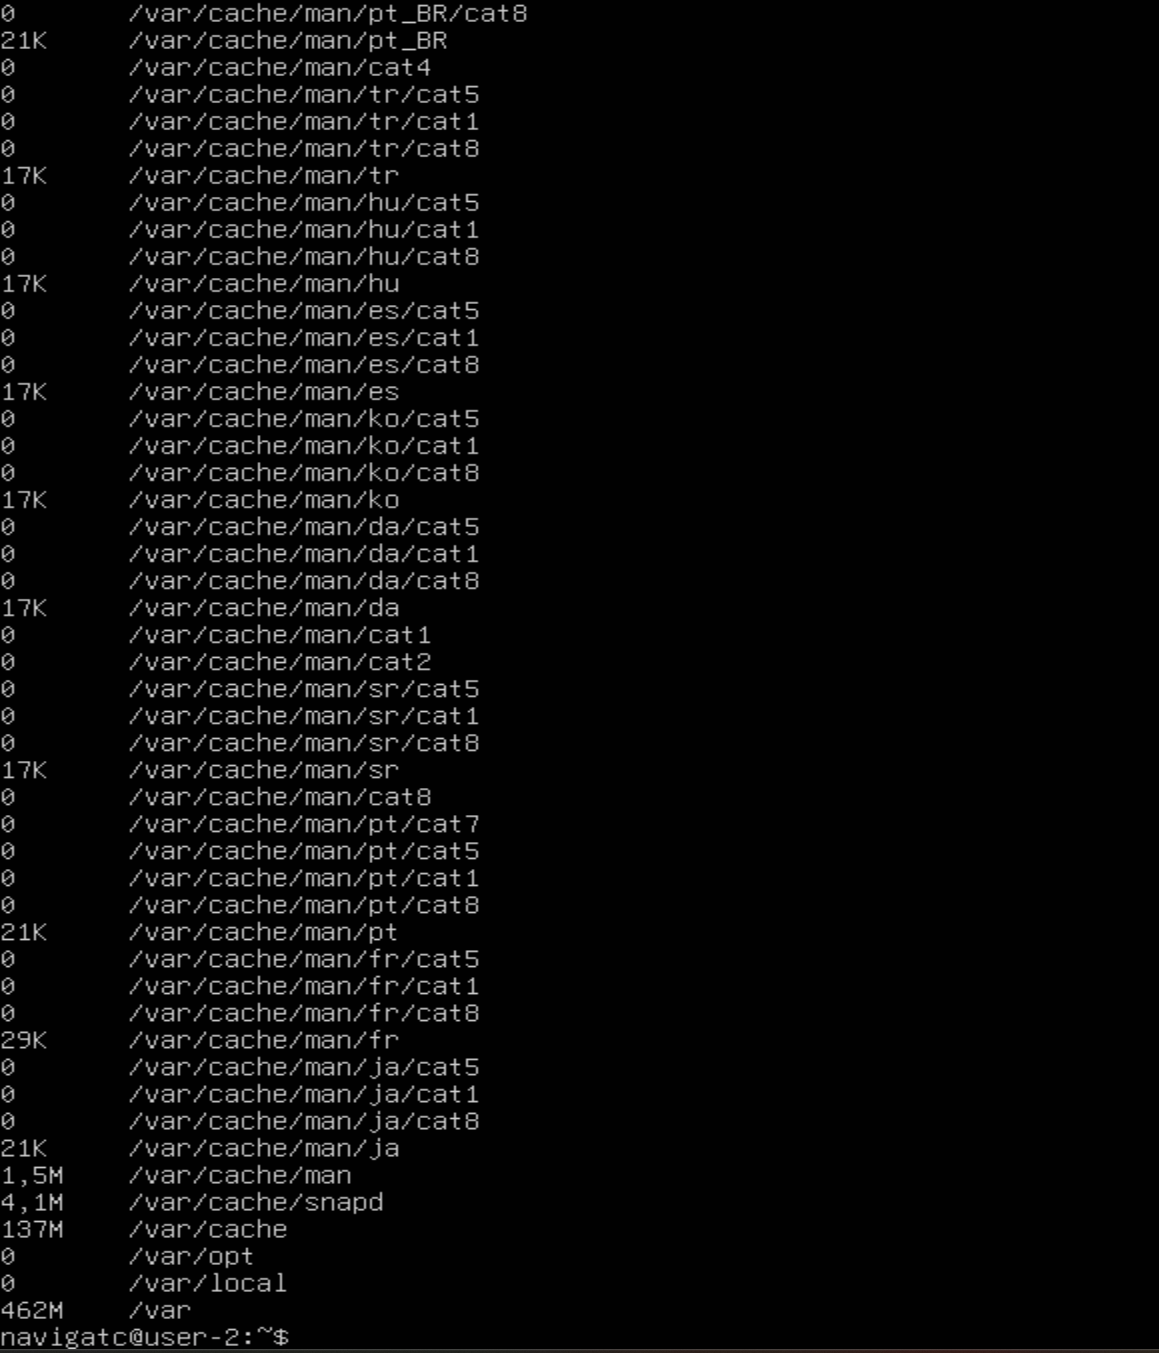 0 /var/cache/man/pt_BR/cat8
21K /var/cache/man/pt_BR
0 /var/cache/man/cat4
0 /var/cache/man/tr/cat5
0 /var/cache/man/tr/cat1
0 /var/cache/man/tr/cat8
17K /var/cache/man/tr
0 /var/cache/man/hu/cat5
0 /var/cache/man/hu/cat1
0 /var/cache/man/hu/cat8
17K /var/cache/man/hu
0 /var/cache/man/es/cat5
0 /var/cache/man/es/cat1
0 /var/cache/man/es/cat8
17K /var/cache/man/es
0 /var/cache/man/ko/cat5
0 /var/cache/man/ko/cat1
0 /var/cache/man/ko/cat8
17K /var/cache/man/ko
0 /var/cache/man/da/cat5
0 /var/cache/man/da/cat1
0 /var/cache/man/da/cat8
17K /var/cache/man/da
0 /var/cache/man/cat1
0 /var/cache/man/cat2
0 /var/cache/man/sr/cat5
0 /var/cache/man/sr/cat1
0 /var/cache/man/sr/cat8
17K /var/cache/man/sr
0 /var/cache/man/cat8
0 /var/cache/man/pt/cat7
0 /var/cache/man/pt/cat5
0 /var/cache/man/pt/cat1
0 /var/cache/man/pt/cat8
21K /var/cache/man/pt
0 /var/cache/man/fr/cat5
0 /var/cache/man/fr/cat1
0 /var/cache/man/fr/cat8
29K /var/cache/man/fr
0 /var/cache/man/ja/cat5
0 /var/cache/man/ja/cat1
0 /var/cache/man/ja/cat8
21K /var/cache/man/ja
1,5M /var/cache/man
4,1M /var/cache/snapd
137M /var/cache
0 /var/opt
0 /var/local
462M /var
navigatc@user-2:~$